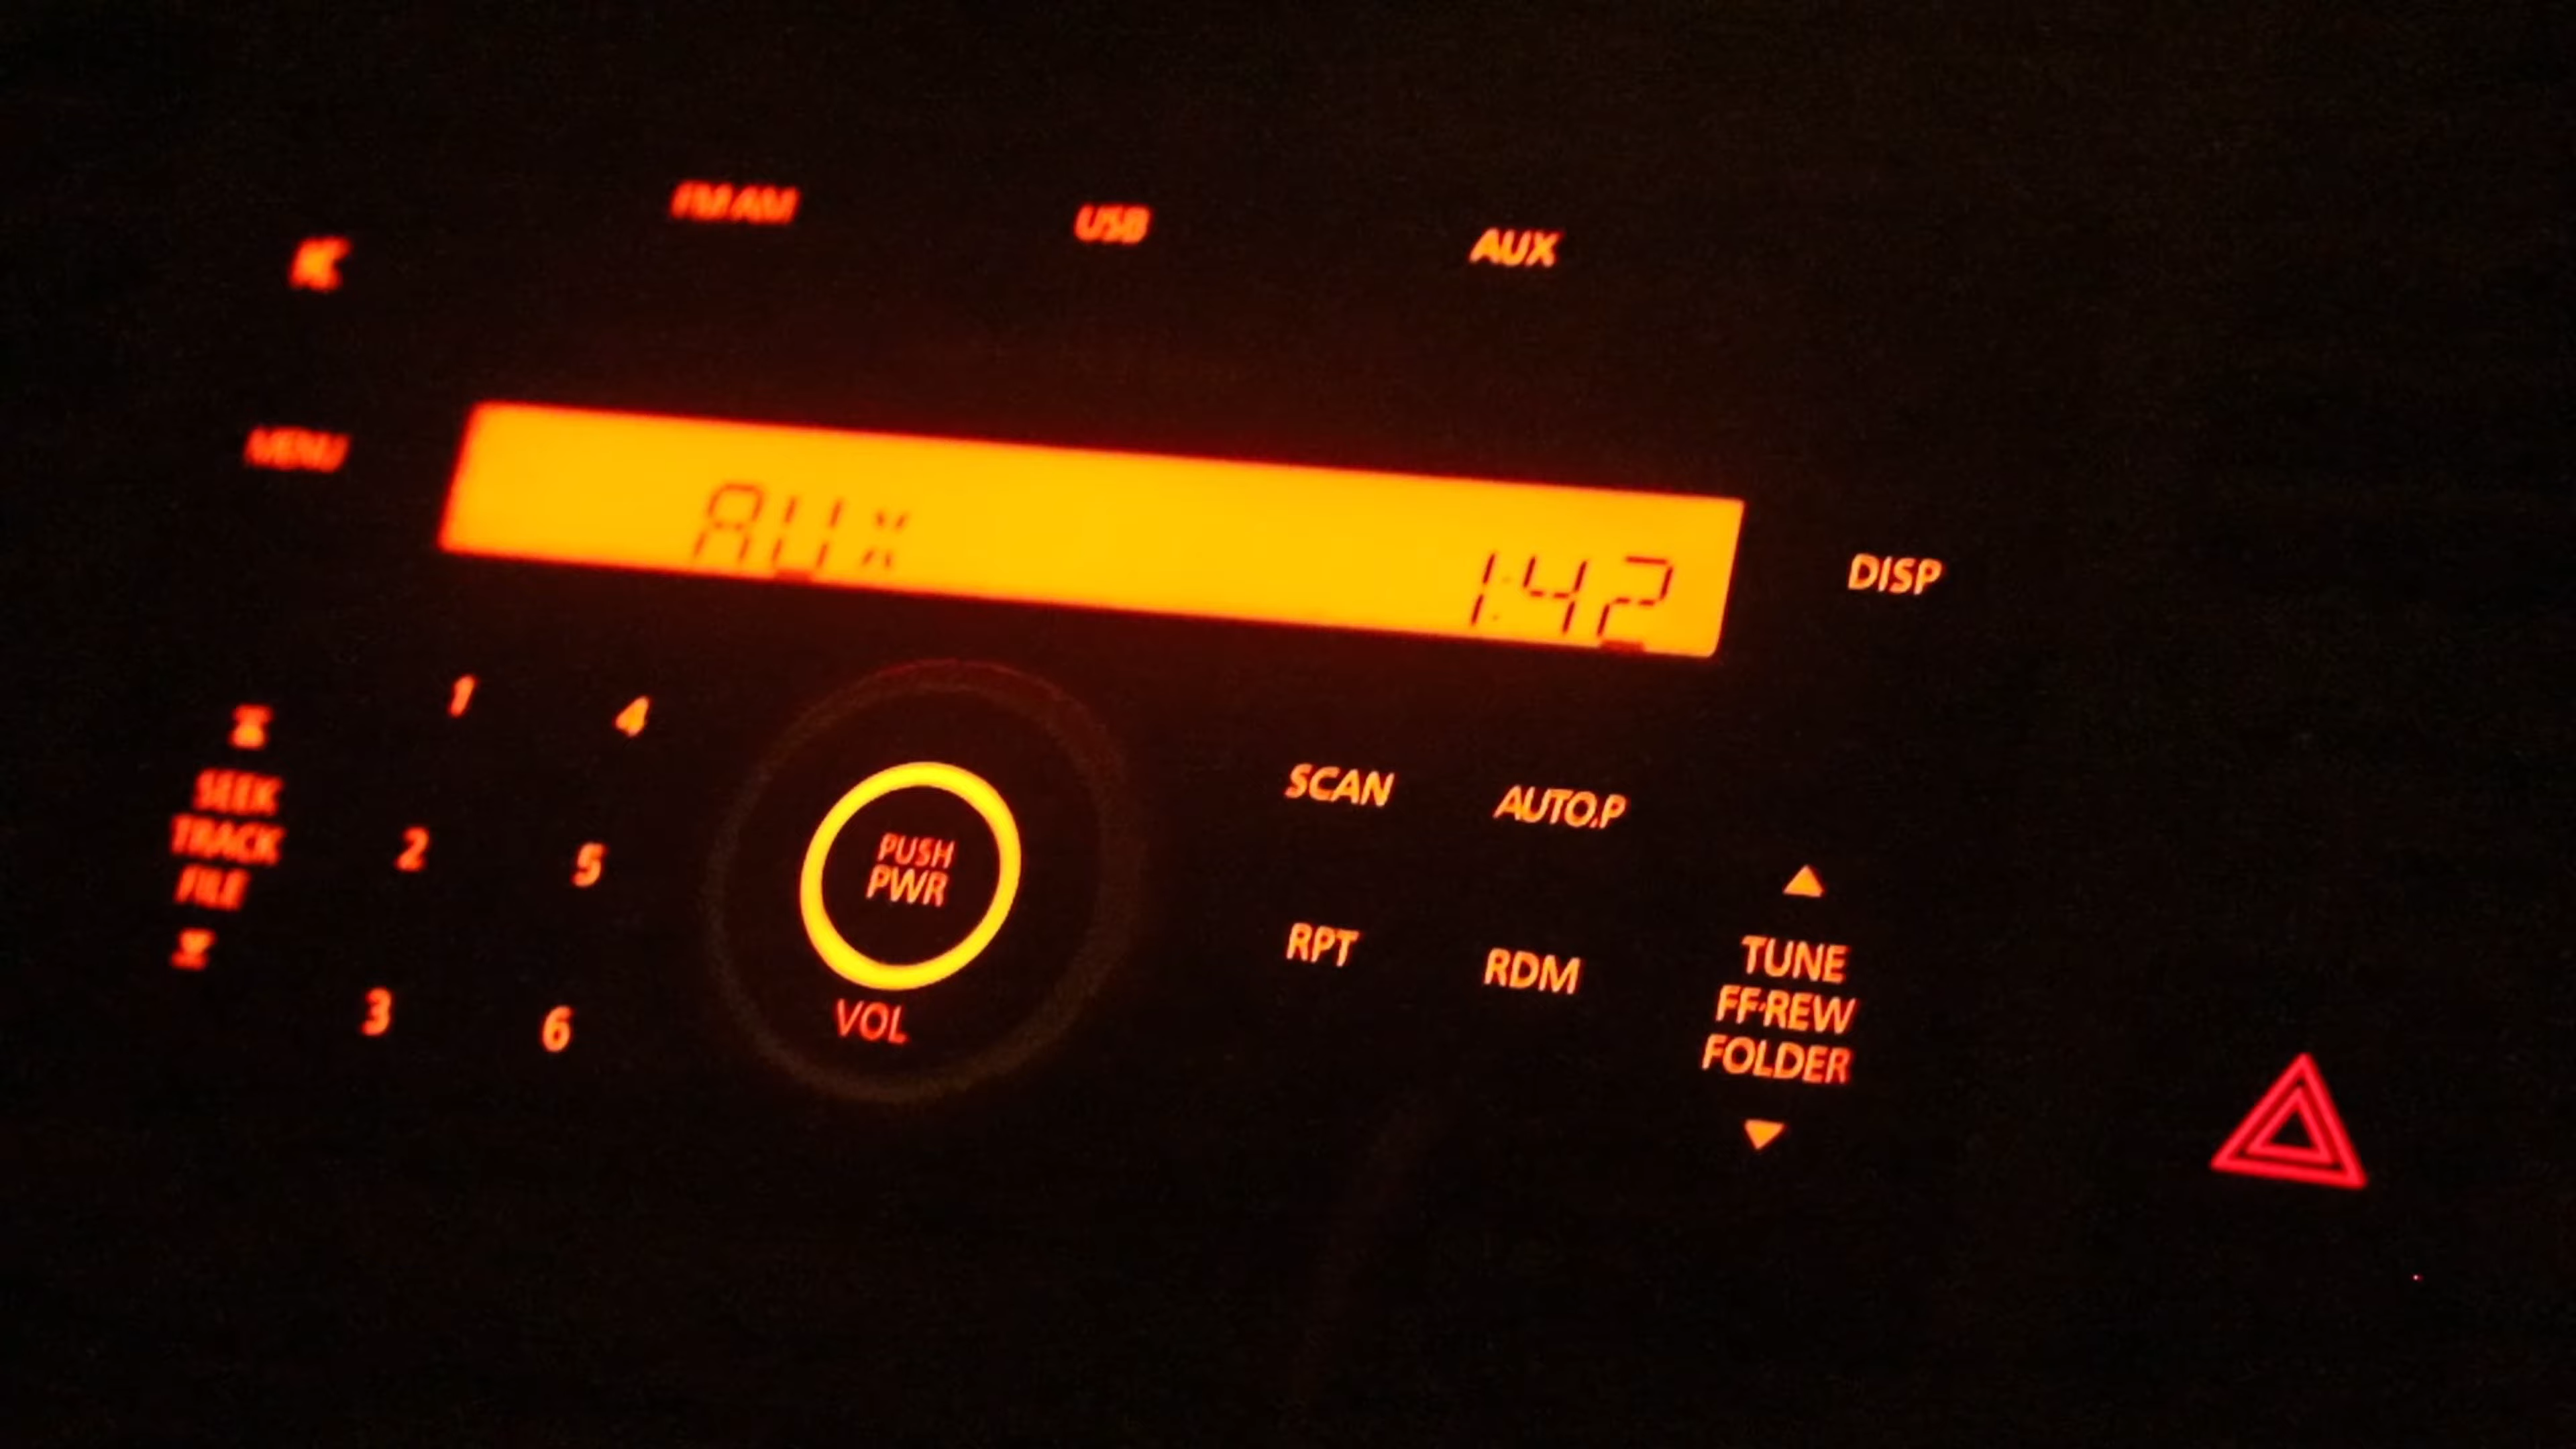 FM·AM
USB
AUX
MENU
AUX
1:42
DISP
1
4
SEEK
TRACK
FILE
2
5
3
6
PUSH
PWR
VOL
SCAN
AUTO.P
RPT
RDM
TUNE
FF·REW
FOLDER